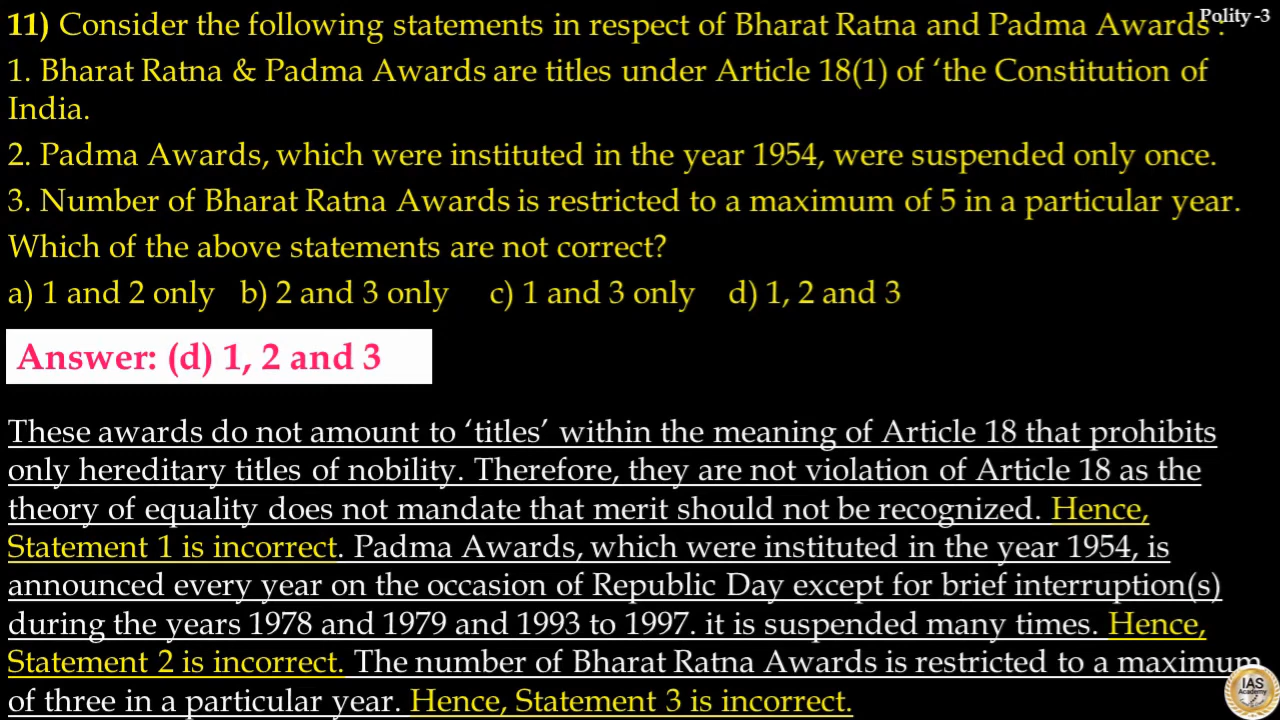 Polity -3
11) Consider the following statements in respect of Bharat Ratna and Padma Awards :
1. Bharat Ratna & Padma Awards are titles under Article 18(1) of ‘the Constitution of
India.
2. Padma Awards, which were instituted in the year 1954, were suspended only once.
3. Number of Bharat Ratna Awards is restricted to a maximum of 5 in a particular year.
Which of the above statements are not correct?
a) 1 and 2 only b) 2 and 3 only c) 1 and 3 only d) 1, 2 and 3
Answer: (d) 1, 2 and 3
These awards do not amount to ‘titles’ within the meaning of Article 18 that prohibits
only hereditary titles of nobility. Therefore, they are not violation of Article 18 as the
theory of equality does not mandate that merit should not be recognized. Hence,
Statement 1 is incorrect. Padma Awards, which were instituted in the year 1954, is
announced every year on the occasion of Republic Day except for brief interruption(s)
during the years 1978 and 1979 and 1993 to 1997. it is suspended many times. Hence,
Statement 2 is incorrect. The number of Bharat Ratna Awards is restricted to a maximum
of three in a particular year. Hence, Statement 3 is incorrect.
IAS
Academy